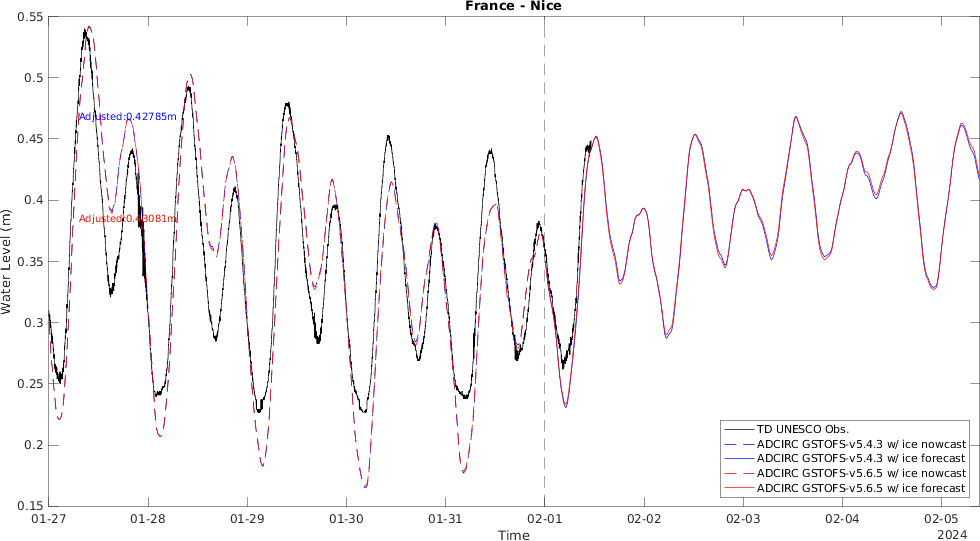 France - Nice
0.55
0.5
0.45
0.4
0.35
0.3
0.25
0.2
0.15
Water Level (m)
Adjusted:0.42785m
Adjusted:0.43081m
TD UNESCO Obs.
ADCIRC GSTOFS-v5.4.3 w/ ice nowcast
ADCIRC GSTOFS-v5.4.3 w/ ice forecast
ADCIRC GSTOFS-v5.6.5 w/ ice nowcast
ADCIRC GSTOFS-v5.6.5 w/ ice forecast
01-27 01-28 01-29 01-30 01-31 02-01 02-02 02-03 02-04 02-05
Time
2024